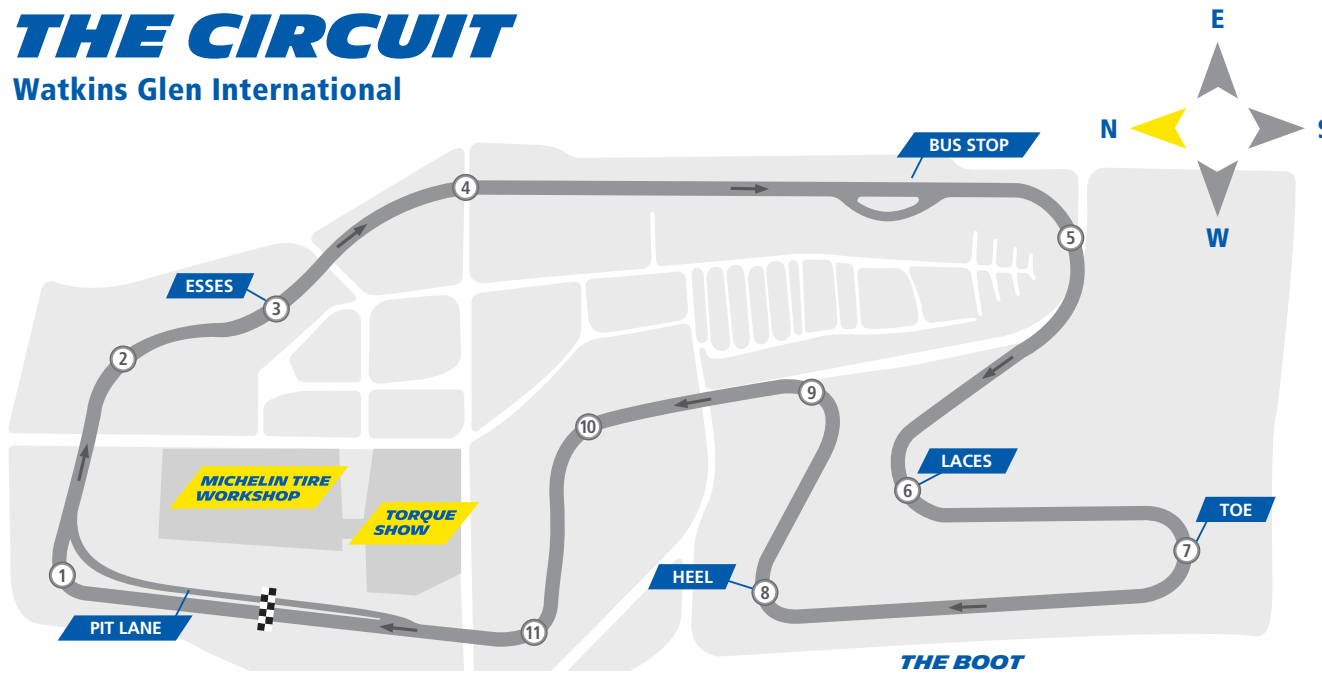 THE CIRCUIT
Watkins Glen International
E
N
S
W
BUS STOP
4
5
ESSES
3
2
9
10
LACES
6
MICHELIN TIRE
WORKSHOP
TORQUE
SHOW
TOE
7
HEEL
8
1
PIT LANE
11
THE BOOT